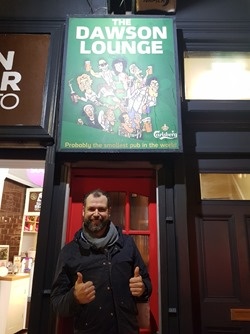 THE
DAWSON
LOUNGE
Carlsberg
Probably the smallest pub in the world